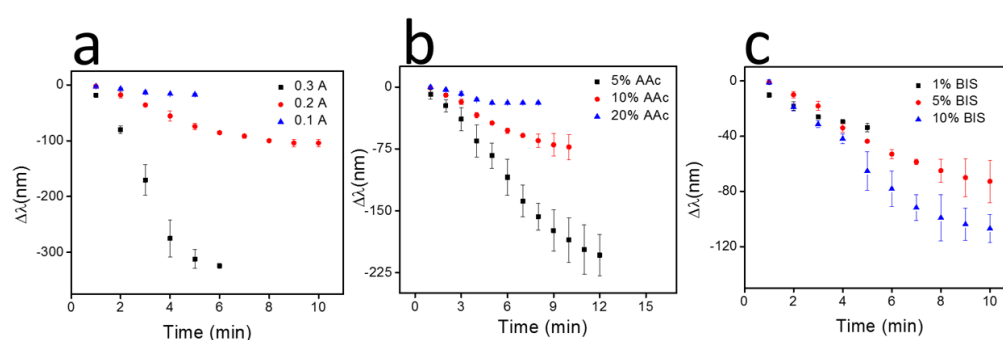 a
0.3 A
0.2 A
0.1 A
0
-100
-200
-300
Δλ(nm)
0 2 4 6 8 10
Time (min)
b
5% AAc
10% AAc
20% AAc
0
-75
-150
-225
Δλ(nm)
0 3 6 9 12 15
Time (min)
c
1% BIS
5% BIS
10% BIS
0
-40
-80
-120
Δλ(nm)
0 2 4 6 8 10
Time (min)